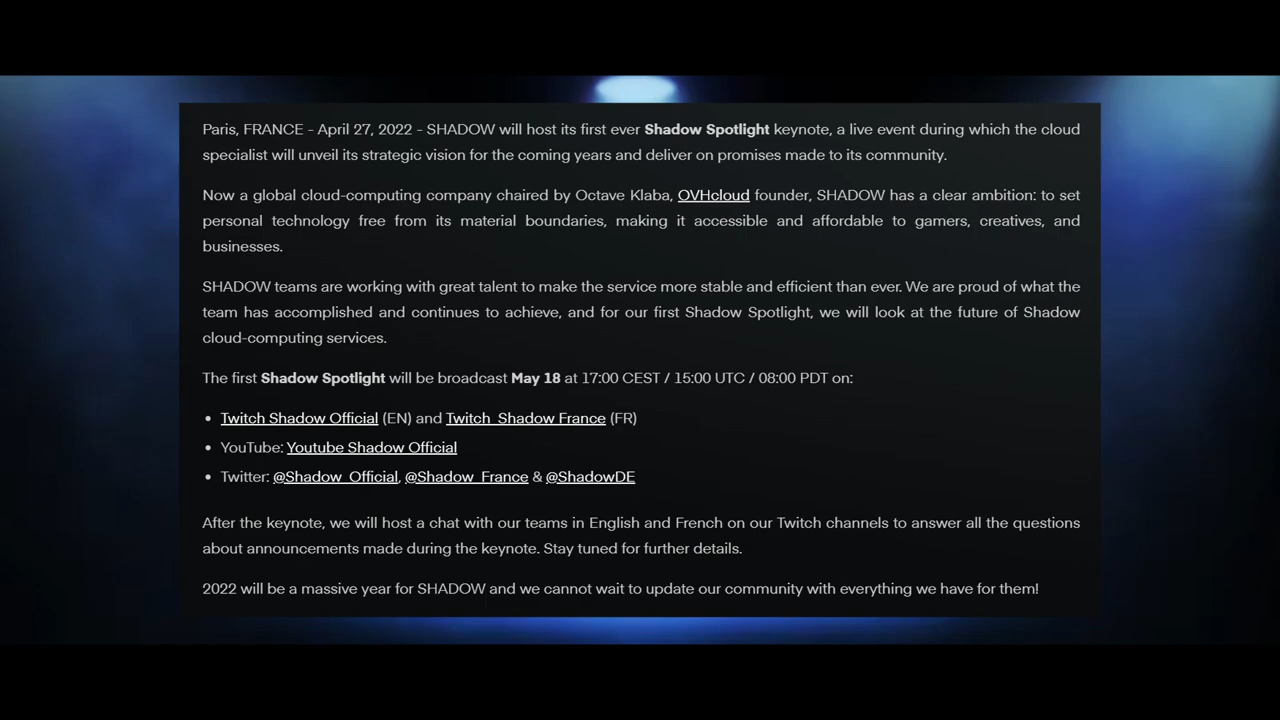 Paris, FRANCE - April 27, 2022 - SHADOW will host its first ever Shadow Spotlight keynote, a live event during which the cloud
specialist will unveil its strategic vision for the coming years and deliver on promises made to its community.
Now a global cloud-computing company chaired by Octave Klaba, OVHcloud founder, SHADOW has a clear ambition: to set
personal technology free from its material boundaries, making it accessible and affordable to gamers, creatives, and
businesses.
SHADOW teams are working with great talent to make the service more stable and efficient than ever. We are proud of what the
team has accomplished and continues to achieve, and for our first Shadow Spotlight, we will look at the future of Shadow
cloud-computing services.
The first Shadow Spotlight will be broadcast May 18 at 17:00 CEST / 15:00 UTC / 08:00 PDT on:
• Twitch Shadow Official (EN) and Twitch Shadow France (FR)
• YouTube: Youtube Shadow Official
• Twitter: @Shadow_Official, @Shadow_France & @ShadowDE
After the keynote, we will host a chat with our teams in English and French on our Twitch channels to answer all the questions
about announcements made during the keynote. Stay tuned for further details.
2022 will be a massive year for SHADOW and we cannot wait to update our community with everything we have for them!